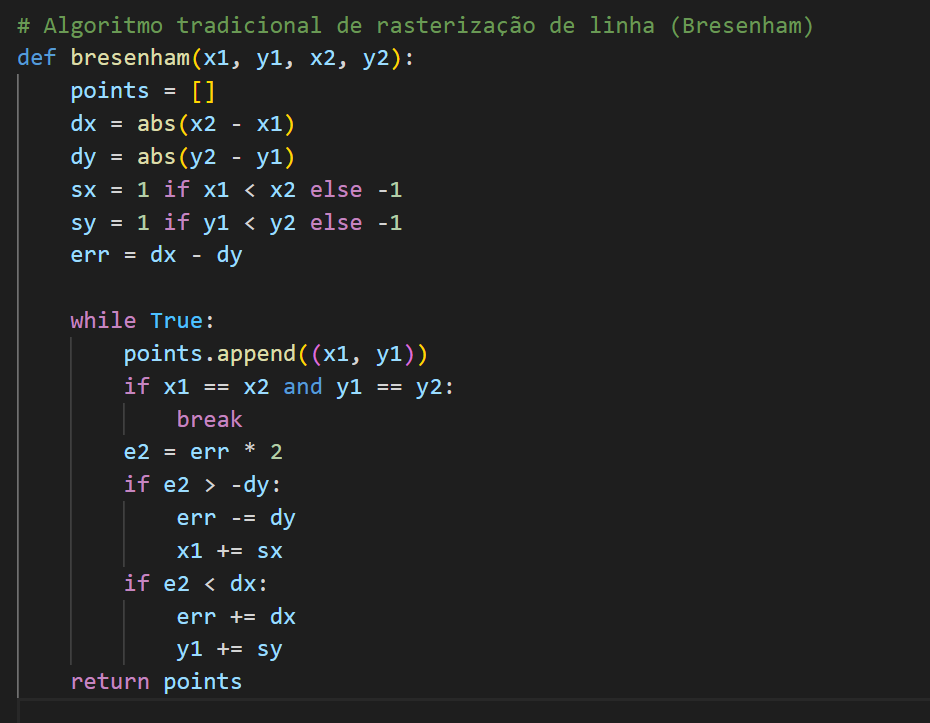 # Algoritmo tradicional de rasterização de linha (Bresenham)
def bresenham(x1, y1, x2, y2):
    points = []
    dx = abs(x2 - x1)
    dy = abs(y2 - y1)
    sx = 1 if x1 < x2 else -1
    sy = 1 if y1 < y2 else -1
    err = dx - dy

    while True:
        points.append((x1, y1))
        if x1 == x2 and y1 == y2:
            break
        e2 = err * 2
        if e2 > -dy:
            err -= dy
            x1 += sx
        if e2 < dx:
            err += dx
            y1 += sy
    return points